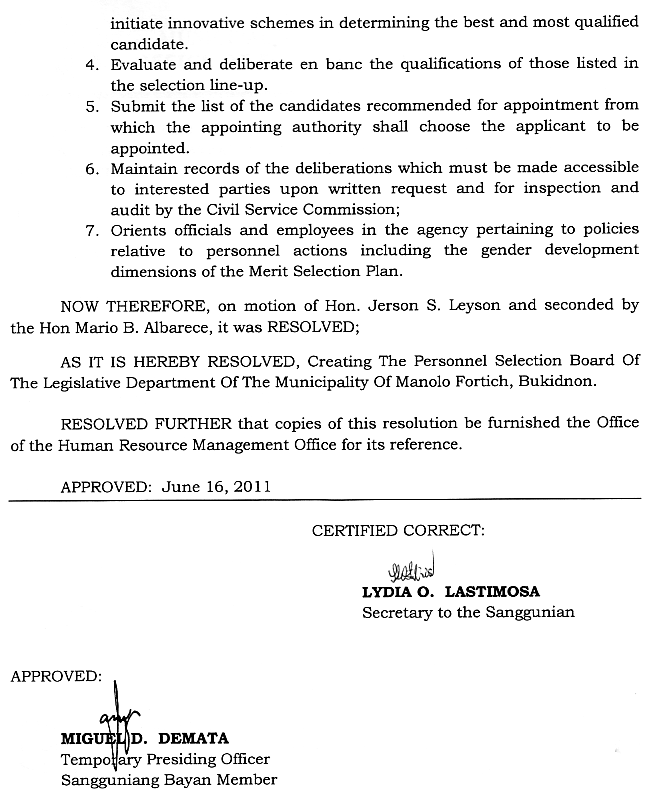 initiate innovative schemes in determining the best and most qualified
candidate.
4. Evaluate and deliberate en banc the qualifications of those listed in
the selection line-up.
5. Submit the list of the candidates recommended for appointment from
which the appointing authority shall choose the applicant to be
appointed.
6. Maintain records of the deliberations which must be made accessible
to interested parties upon written request and for inspection and
audit by the Civil Service Commission;
7. Orients officials and employees in the agency pertaining to policies
relative to personnel actions including the gender development
dimensions of the Merit Selection Plan.
NOW THEREFORE, on motion of Hon. Jerson S. Leyson and seconded by
the Hon Mario B. Albarece, it was RESOLVED;
AS IT IS HEREBY RESOLVED, Creating The Personnel Selection Board Of
The Legislative Department Of The Municipality Of Manolo Fortich, Bukidnon.
RESOLVED FURTHER that copies of this resolution be furnished the Office
of the Human Resource Management Office for its reference.
APPROVED: June 16, 2011
CERTIFIED CORRECT:
LYDIA O. LASTIMOSA
Secretary to the Sanggunian
APPROVED:
MIGUEL D. DEMATA
Temporary Presiding Officer
Sangguniang Bayan Member